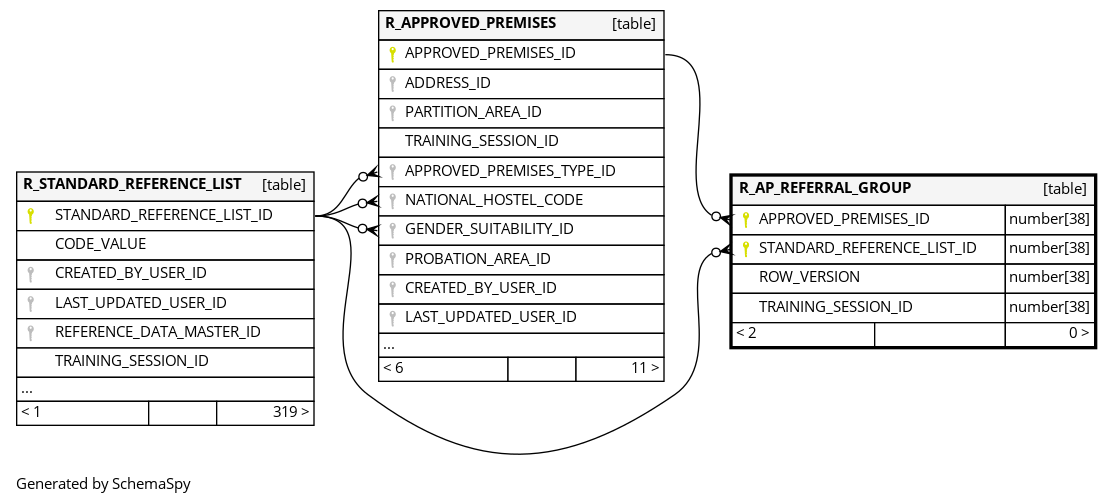 R_APPROVED_PREMISES [table]
APPROVED_PREMISES_ID
ADDRESS_ID
PARTITION_AREA_ID
TRAINING_SESSION_ID
APPROVED_PREMISES_TYPE_ID
NATIONAL_HOSTEL_CODE
GENDER_SUITABILITY_ID
PROBATION_AREA_ID
CREATED_BY_USER_ID
LAST_UPDATED_USER_ID
...
< 6 11 >
R_STANDARD_REFERENCE_LIST [table]
STANDARD_REFERENCE_LIST_ID
CODE_VALUE
CREATED_BY_USER_ID
LAST_UPDATED_USER_ID
REFERENCE_DATA_MASTER_ID
TRAINING_SESSION_ID
...
< 1 319 >
R_AP_REFERRAL_GROUP [table]
APPROVED_PREMISES_ID number[38]
STANDARD_REFERENCE_LIST_ID number[38]
ROW_VERSION number[38]
TRAINING_SESSION_ID number[38]
< 2 0 >
Generated by SchemaSpy